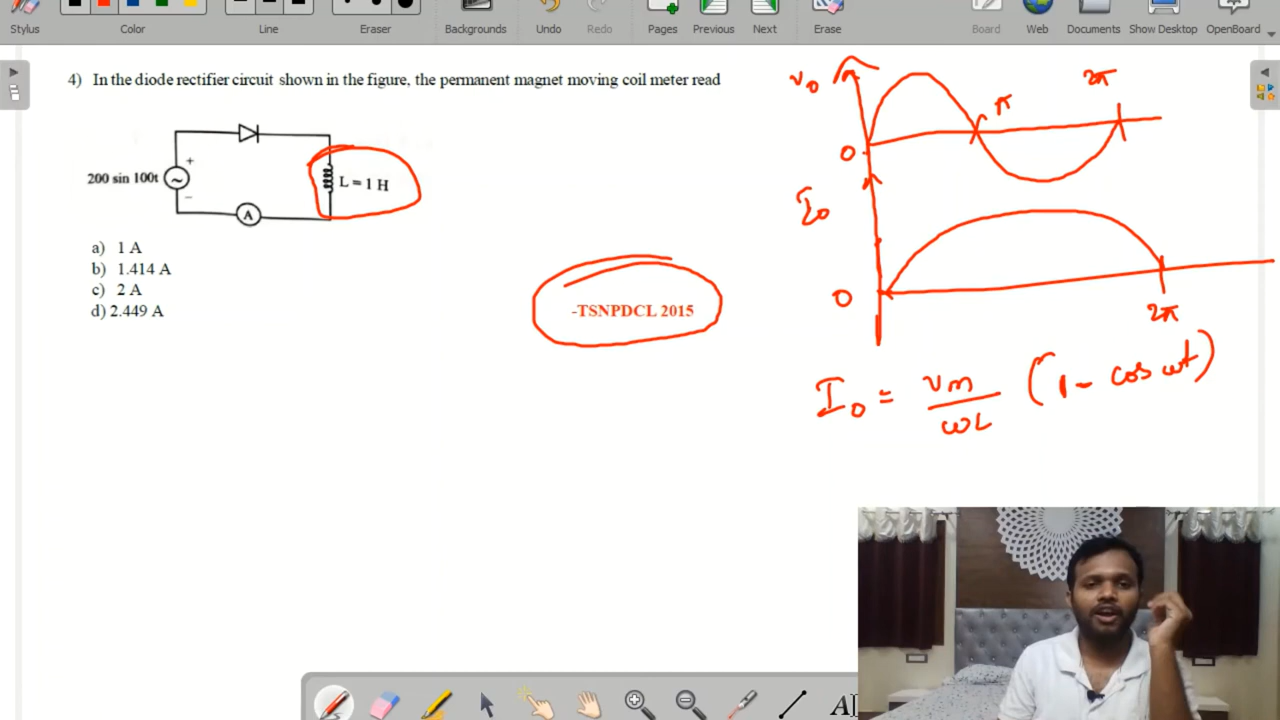 Stylus
Color
Line
Eraser
Backgrounds
Undo
Redo
Pages
Previous
Next
Erase
Board
Web
Documents
Show Desktop
OpenBoard
4) In the diode rectifier circuit shown in the figure, the permanent magnet moving coil meter read
200 sin 100t
+
~
−
L = 1 H
A
a) 1 A
b) 1.414 A
c) 2 A
d) 2.449 A
-TSNPDCL 2015
v₀
π
2π
0
I₀
0
2π
I₀ = vm/ωL (1 - cos ωt)
A